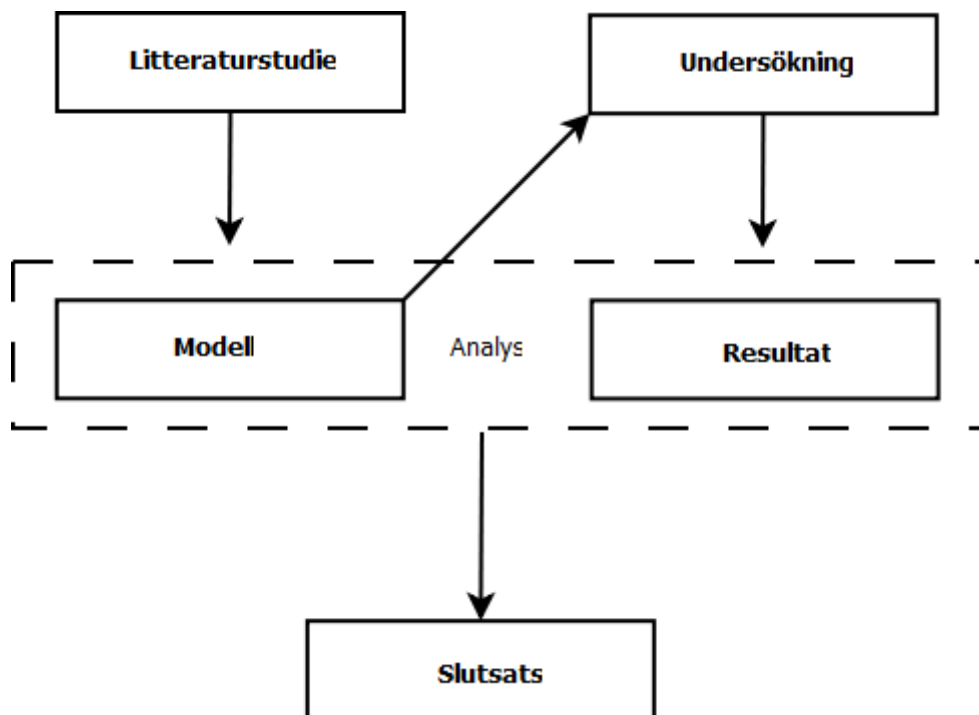 Litteraturstudie
Undersökning
Modell
Analys
Resultat
Slutsats